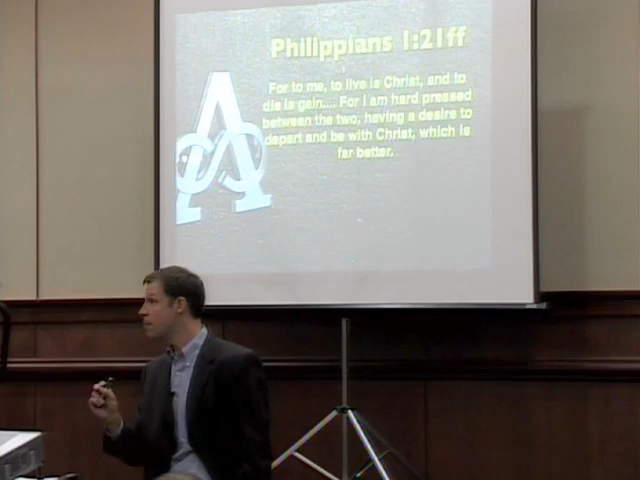 Philippians 1:21ff
For to me, to live is Christ, and to
die is gain.... For I am hard pressed
between the two, having a desire to
depart and be with Christ, which is
far better.